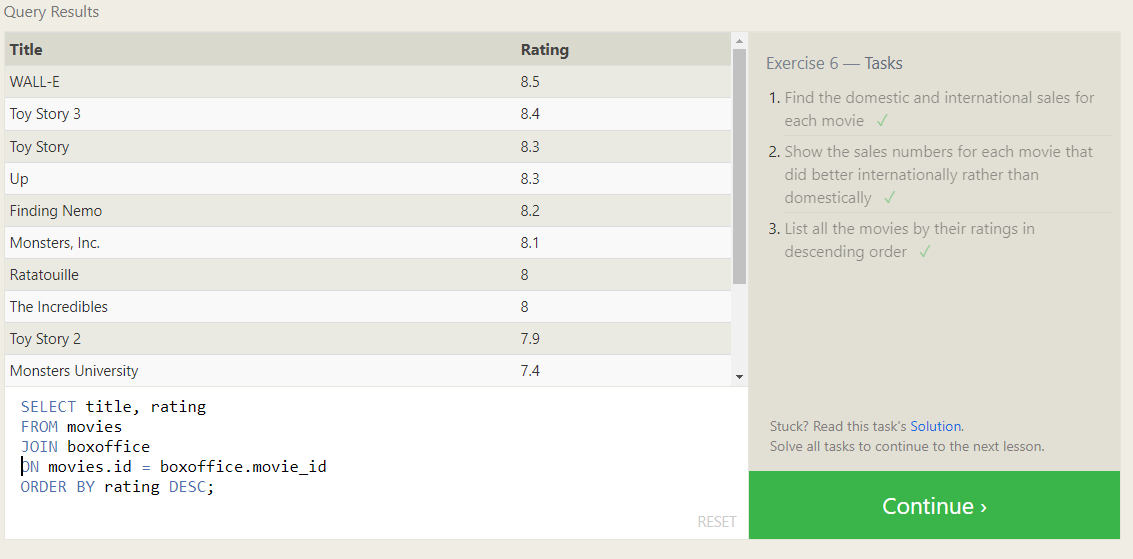 Query Results
Title Rating
WALL-E 8.5
Toy Story 3 8.4
Toy Story 8.3
Up 8.3
Finding Nemo 8.2
Monsters, Inc. 8.1
Ratatouille 8
The Incredibles 8
Toy Story 2 7.9
Monsters University 7.4
SELECT title, rating
FROM movies
JOIN boxoffice
ON movies.id = boxoffice.movie_id
ORDER BY rating DESC;
RESET
Exercise 6 — Tasks
1. Find the domestic and international sales for
each movie ✓
2. Show the sales numbers for each movie that
did better internationally rather than
domestically ✓
3. List all the movies by their ratings in
descending order ✓
Stuck? Read this task's Solution.
Solve all tasks to continue to the next lesson.
Continue ›